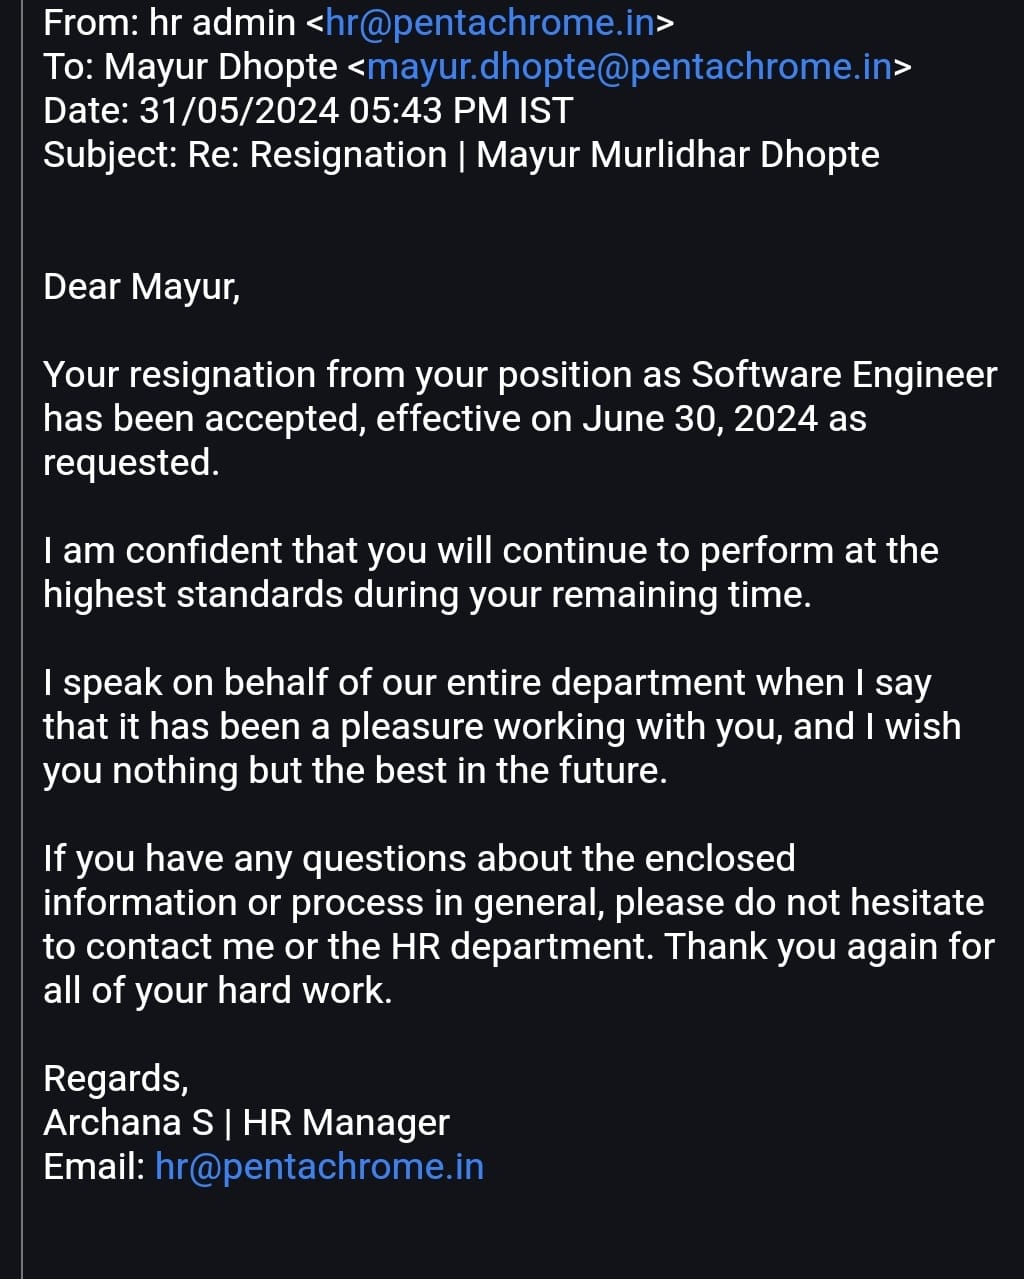 From: hr admin <hr@pentachrome.in>
To: Mayur Dhopte <mayur.dhopte@pentachrome.in>
Date: 31/05/2024 05:43 PM IST
Subject: Re: Resignation | Mayur Murlidhar Dhopte
Dear Mayur,
Your resignation from your position as Software Engineer
has been accepted, effective on June 30, 2024 as
requested.
I am confident that you will continue to perform at the
highest standards during your remaining time.
I speak on behalf of our entire department when I say
that it has been a pleasure working with you, and I wish
you nothing but the best in the future.
If you have any questions about the enclosed
information or process in general, please do not hesitate
to contact me or the HR department. Thank you again for
all of your hard work.
Regards,
Archana S | HR Manager
Email: hr@pentachrome.in